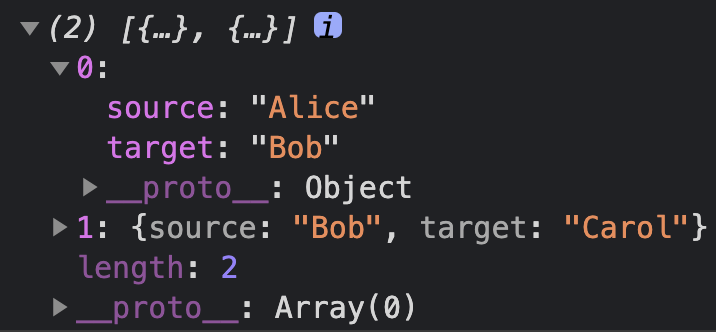 (2) [{…}, {…}] i
0:
source: "Alice"
target: "Bob"
__proto__: Object
1: {source: "Bob", target: "Carol"}
length: 2
__proto__: Array(0)